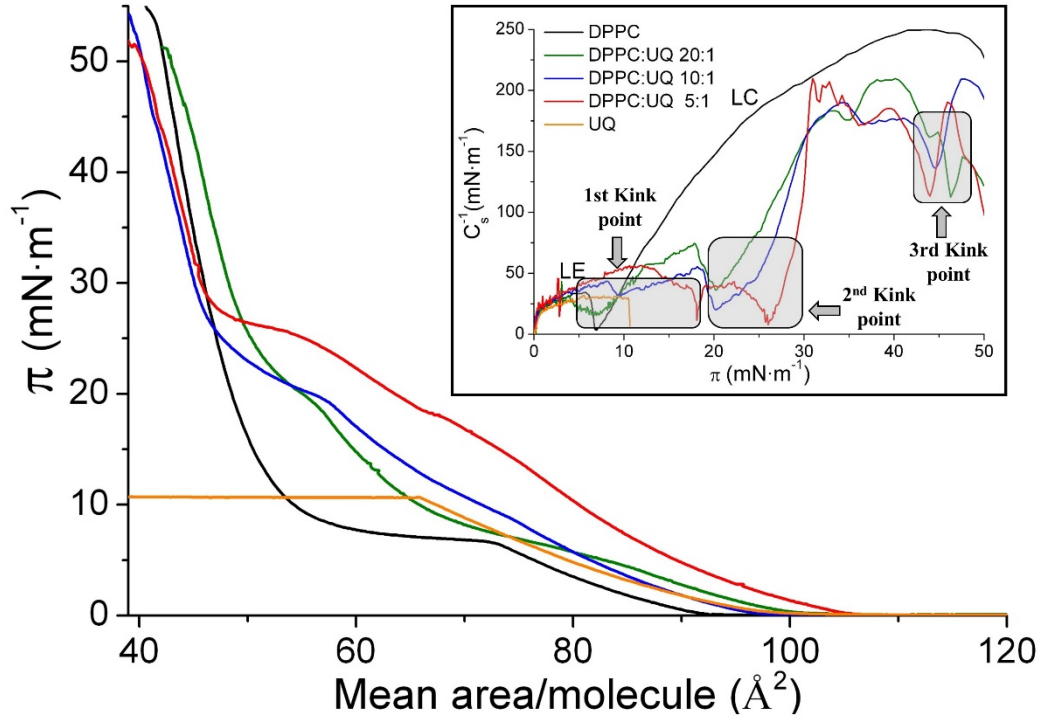 50
40
30
20
10
0
π (mN·m⁻¹)
40
60
80
100
120
Mean area/molecule (Å²)
DPPC
DPPC:UQ 20:1
DPPC:UQ 10:1
DPPC:UQ 5:1
UQ
250
200
150
100
50
0
Cₛ⁻¹(mN·m⁻¹)
LC
LE
1st Kink
point
2ⁿᵈ Kink
point
3rd Kink
point
0
10
20
30
40
50
π (mN·m⁻¹)